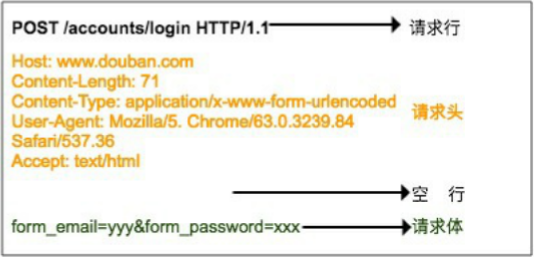 POST /accounts/login HTTP/1.1 请求行
Host: www.douban.com
Content-Length: 71
Content-Type: application/x-www-form-urlencoded
User-Agent: Mozilla/5. Chrome/63.0.3239.84 请求头
Safari/537.36
Accept: text/html
空 行
form_email=yyy&form_password=xxx 请求体